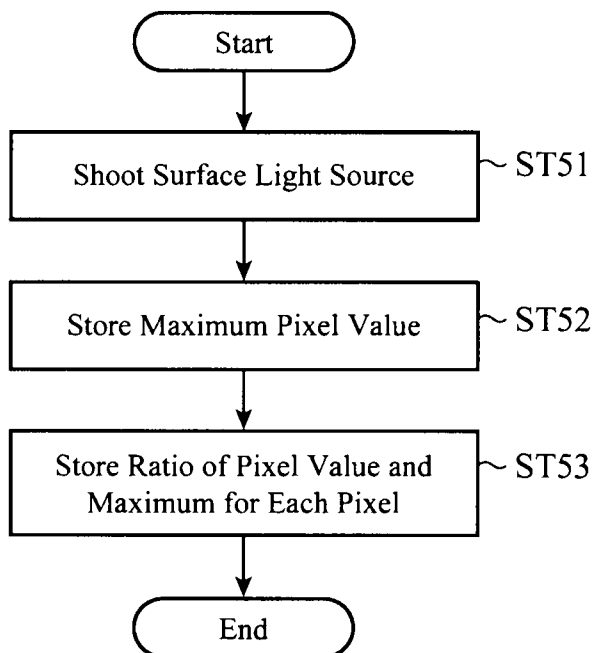 Start
Shoot Surface Light Source
ST51
Store Maximum Pixel Value
ST52
Store Ratio of Pixel Value and
Maximum for Each Pixel
ST53
End